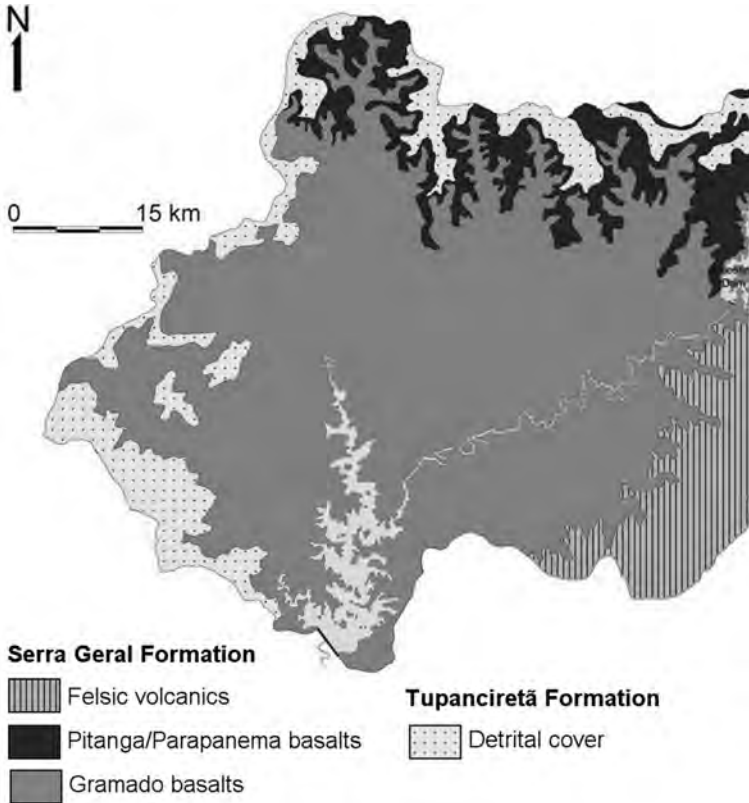 N
0 15 km
Serra Geral Formation
Felsic volcanics
Pitanga/Parapanema basalts
Gramado basalts
Tupanciretã Formation
Detrital cover